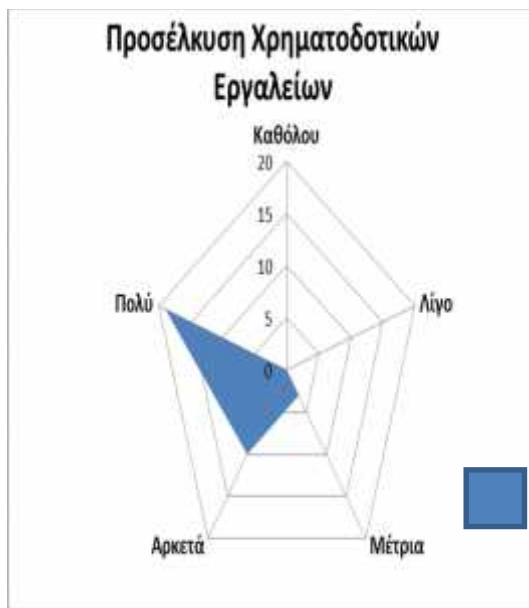 Προσέλκυση Χρηματοδοτικών
Εργαλείων
Καθόλου
20
15
10
5
0
Πολύ
Λίγο
Αρκετά
Μέτρια